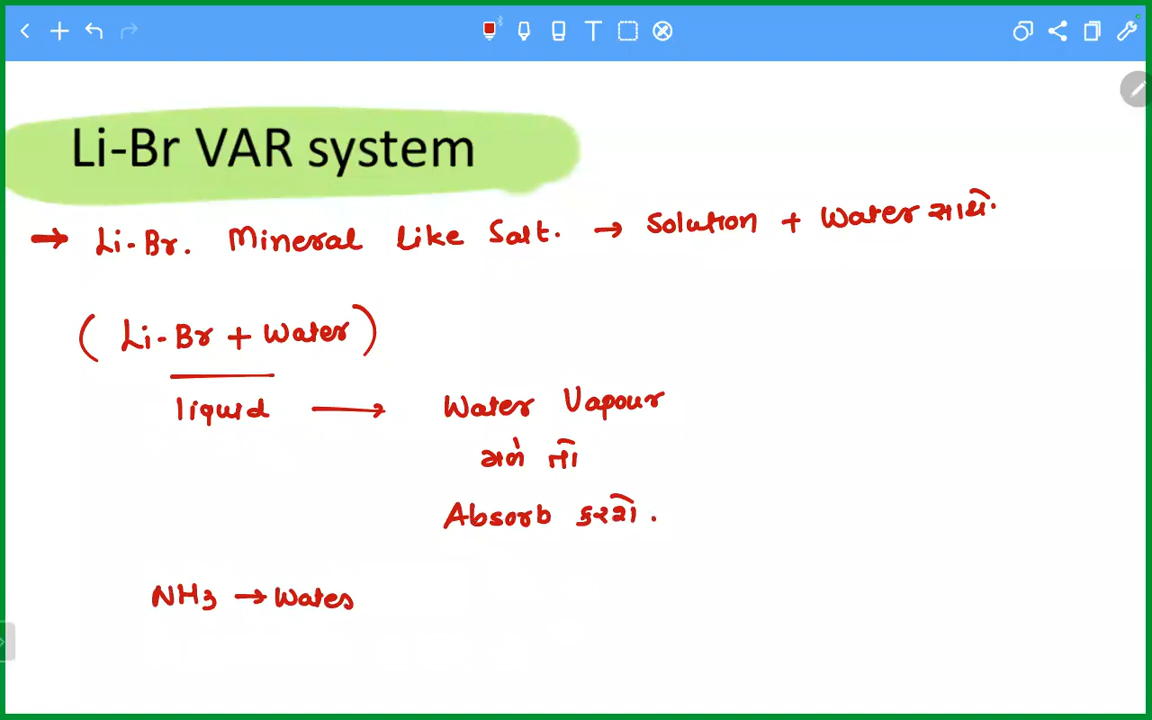 Li-Br VAR system
→ Li-Br. Mineral Like Salt. → Solution + Water સાથે.
(Li-Br + Water)
liquid → Water Vapour
Absorb કરશે.
NH3 → Water